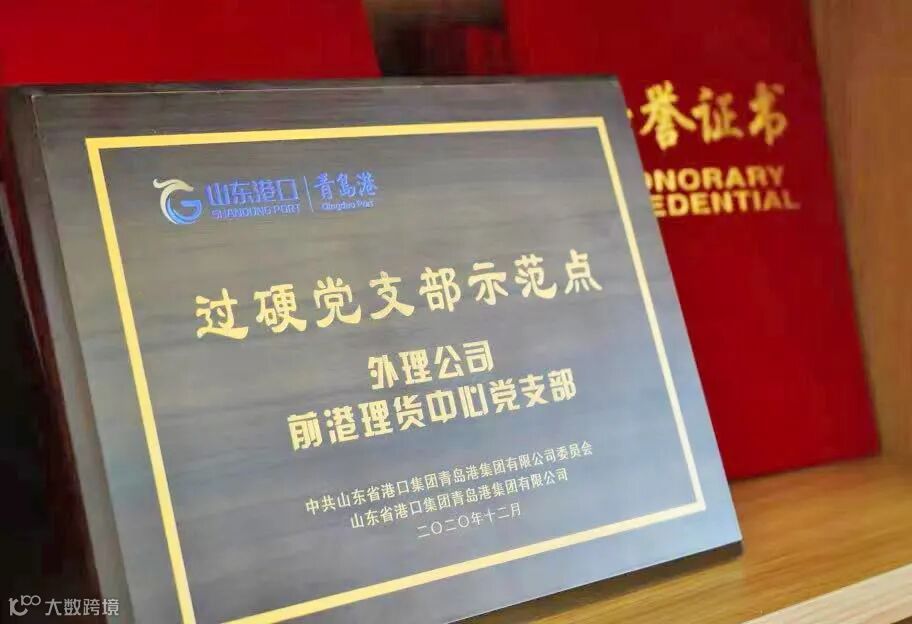 山东港口 青岛港
SHANDONG PORT Qingdao Port
过硬党支部示范点
外理公司
前港理货中心党支部
中共山东省港口集团青岛港集团有限公司委员会
山东省港口集团青岛港集团有限公司
二〇二〇年十二月
誉证书
ONORARY
EDENTIAL
大数跨境